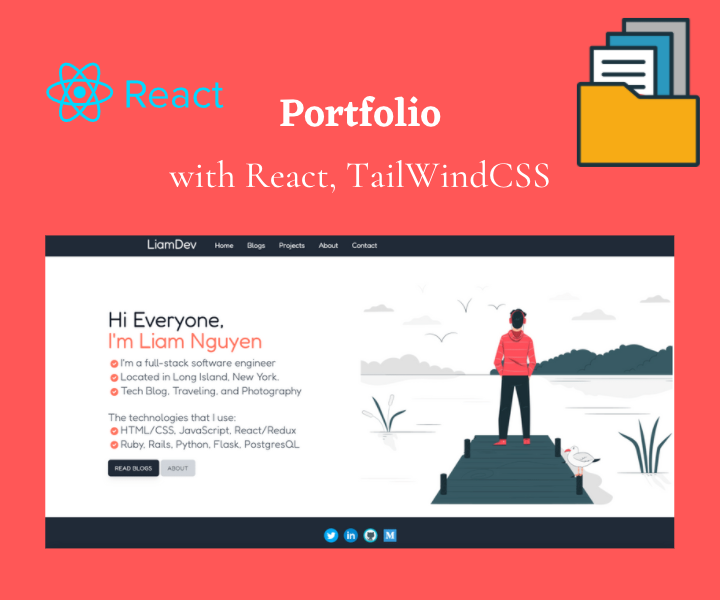 React
Portfolio
with React, TailWindCSS
LiamDev Home Blogs Projects About Contact
Hi Everyone,
I'm Liam Nguyen
I'm a full-stack software engineer
Located in Long Island, New York.
Tech Blog, Traveling, and Photography
The technologies that I use:
HTML/CSS, JavaScript, React/Redux
Ruby, Rails, Python, Flask, PostgresQL
READ BLOGS ABOUT
in M